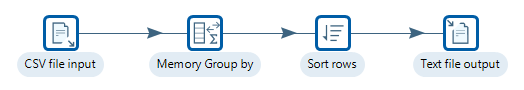 CSV file input
Memory Group by
Sort rows
Text file output